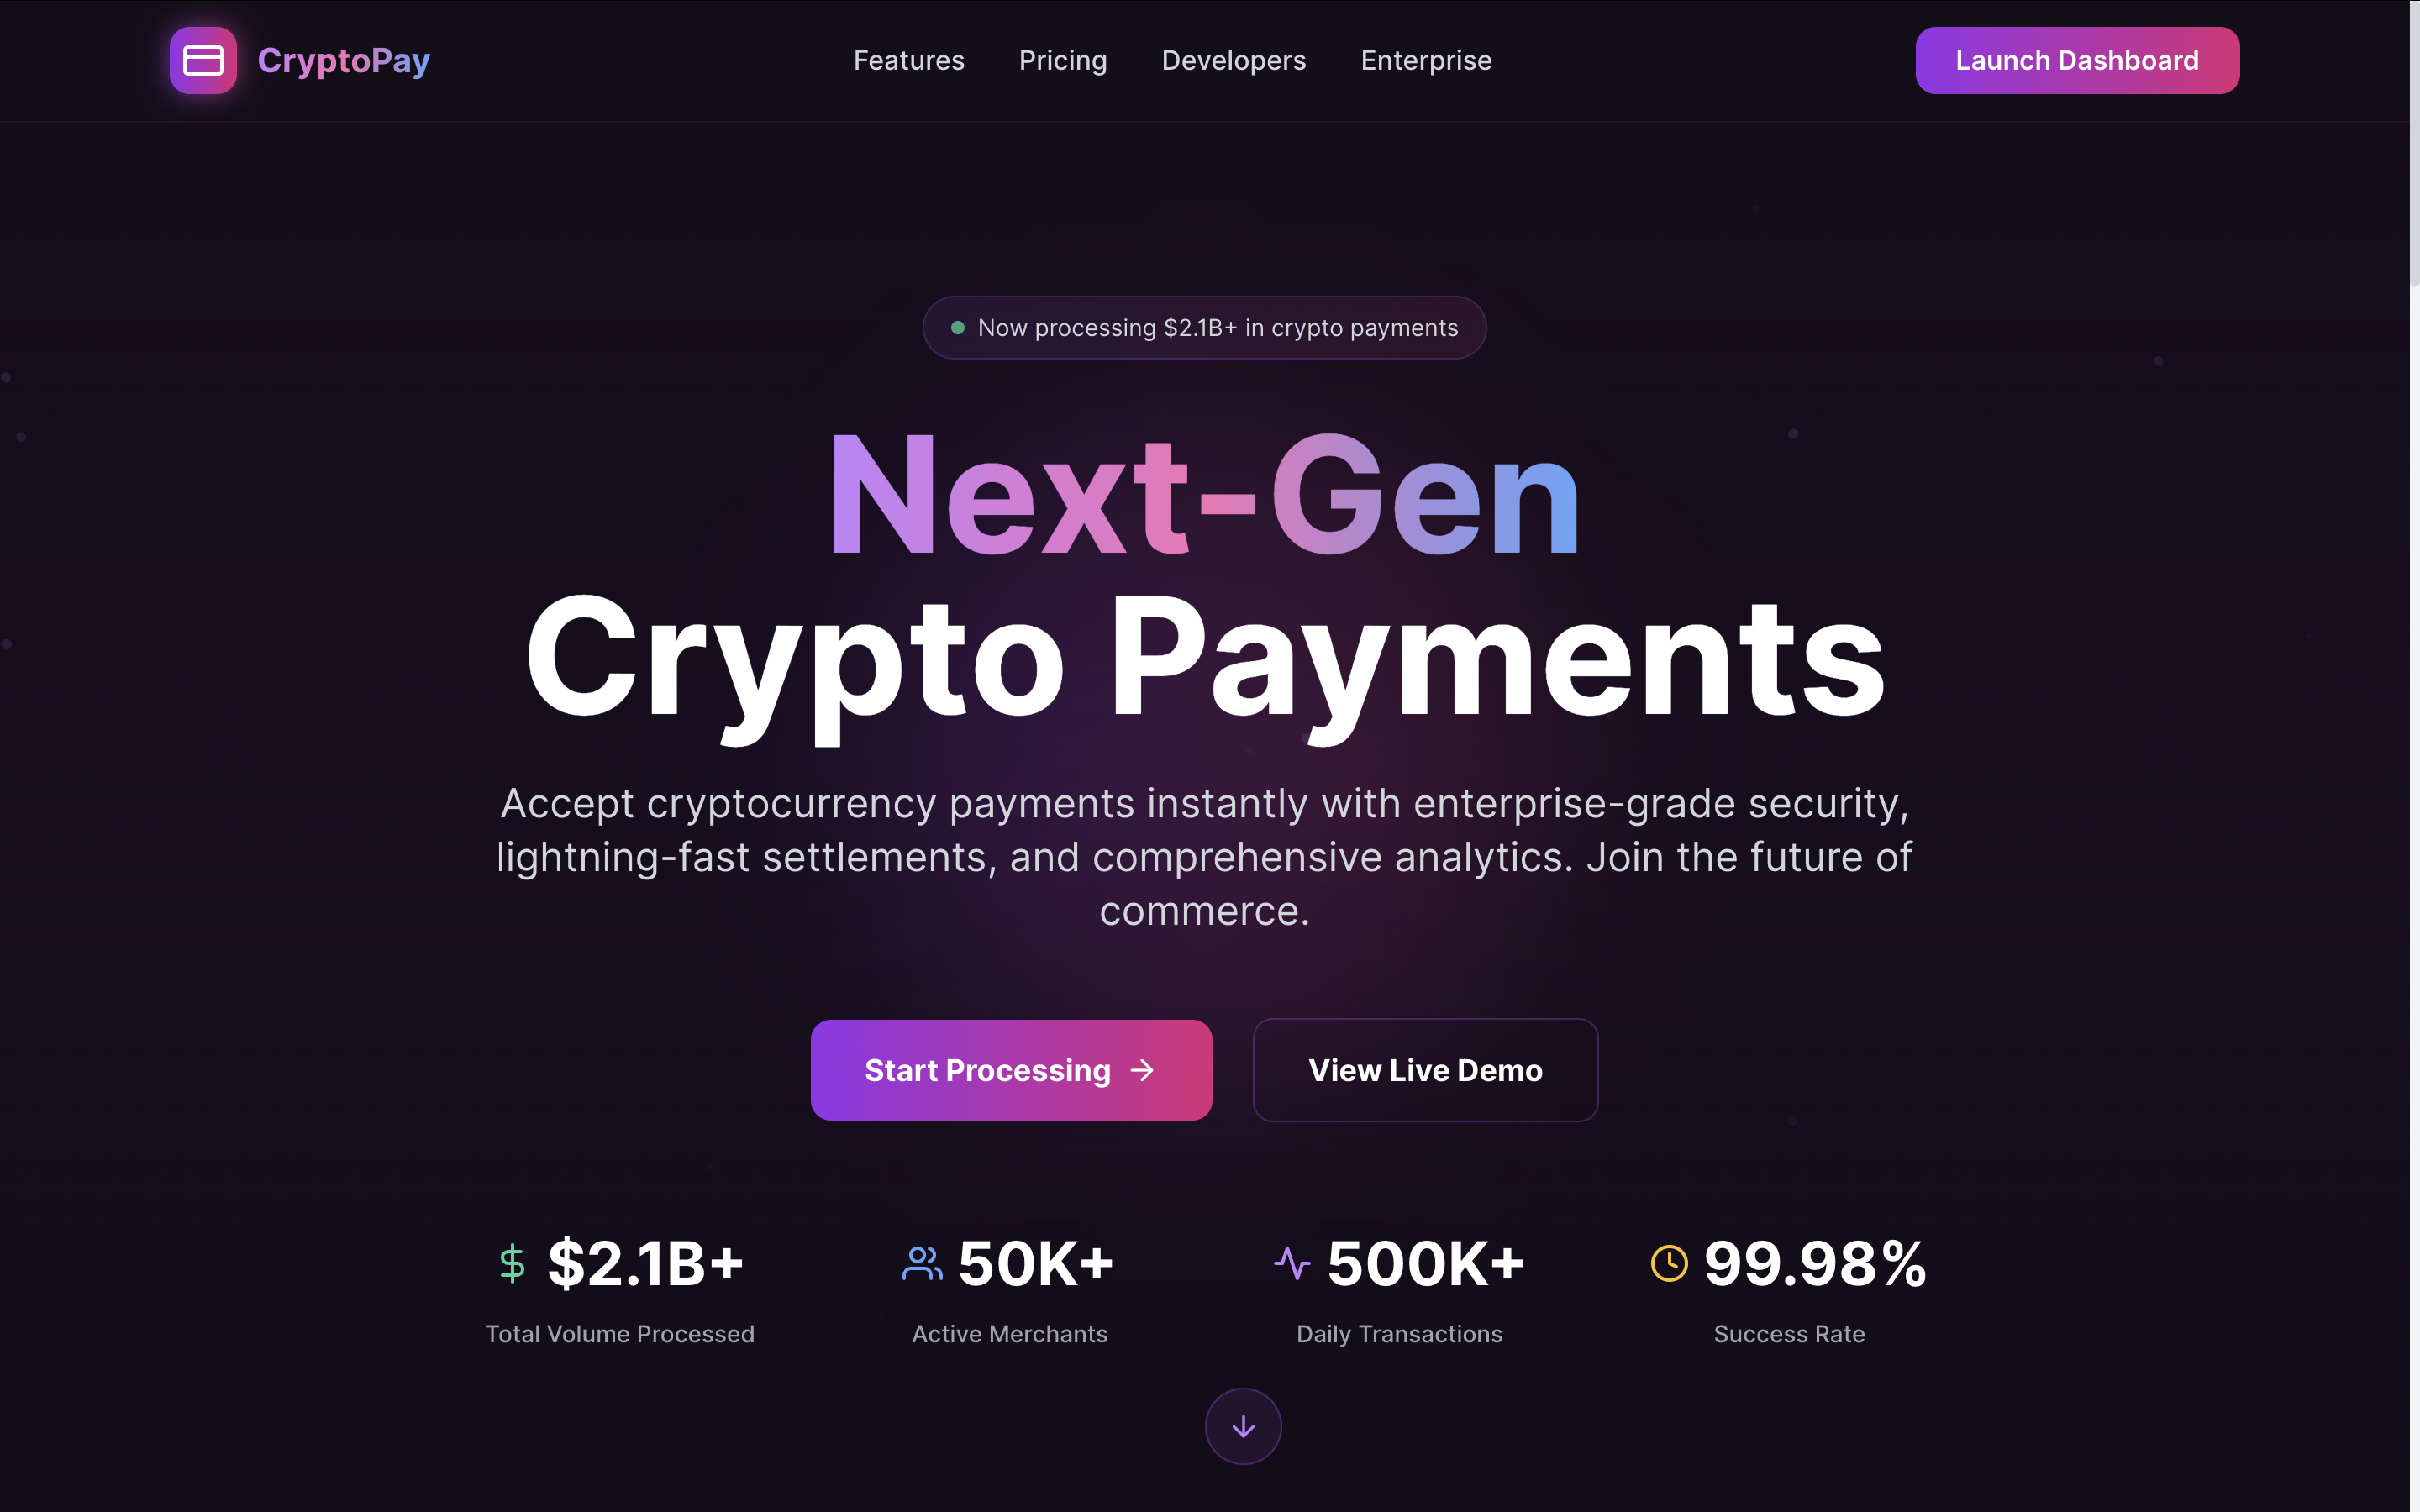 CryptoPay
Features
Pricing
Developers
Enterprise
Launch Dashboard
Now processing $2.1B+ in crypto payments
Next-Gen
Crypto Payments
Accept cryptocurrency payments instantly with enterprise-grade security,
lightning-fast settlements, and comprehensive analytics. Join the future of
commerce.
Start Processing →
View Live Demo
$2.1B+
Total Volume Processed
50K+
Active Merchants
500K+
Daily Transactions
99.98%
Success Rate